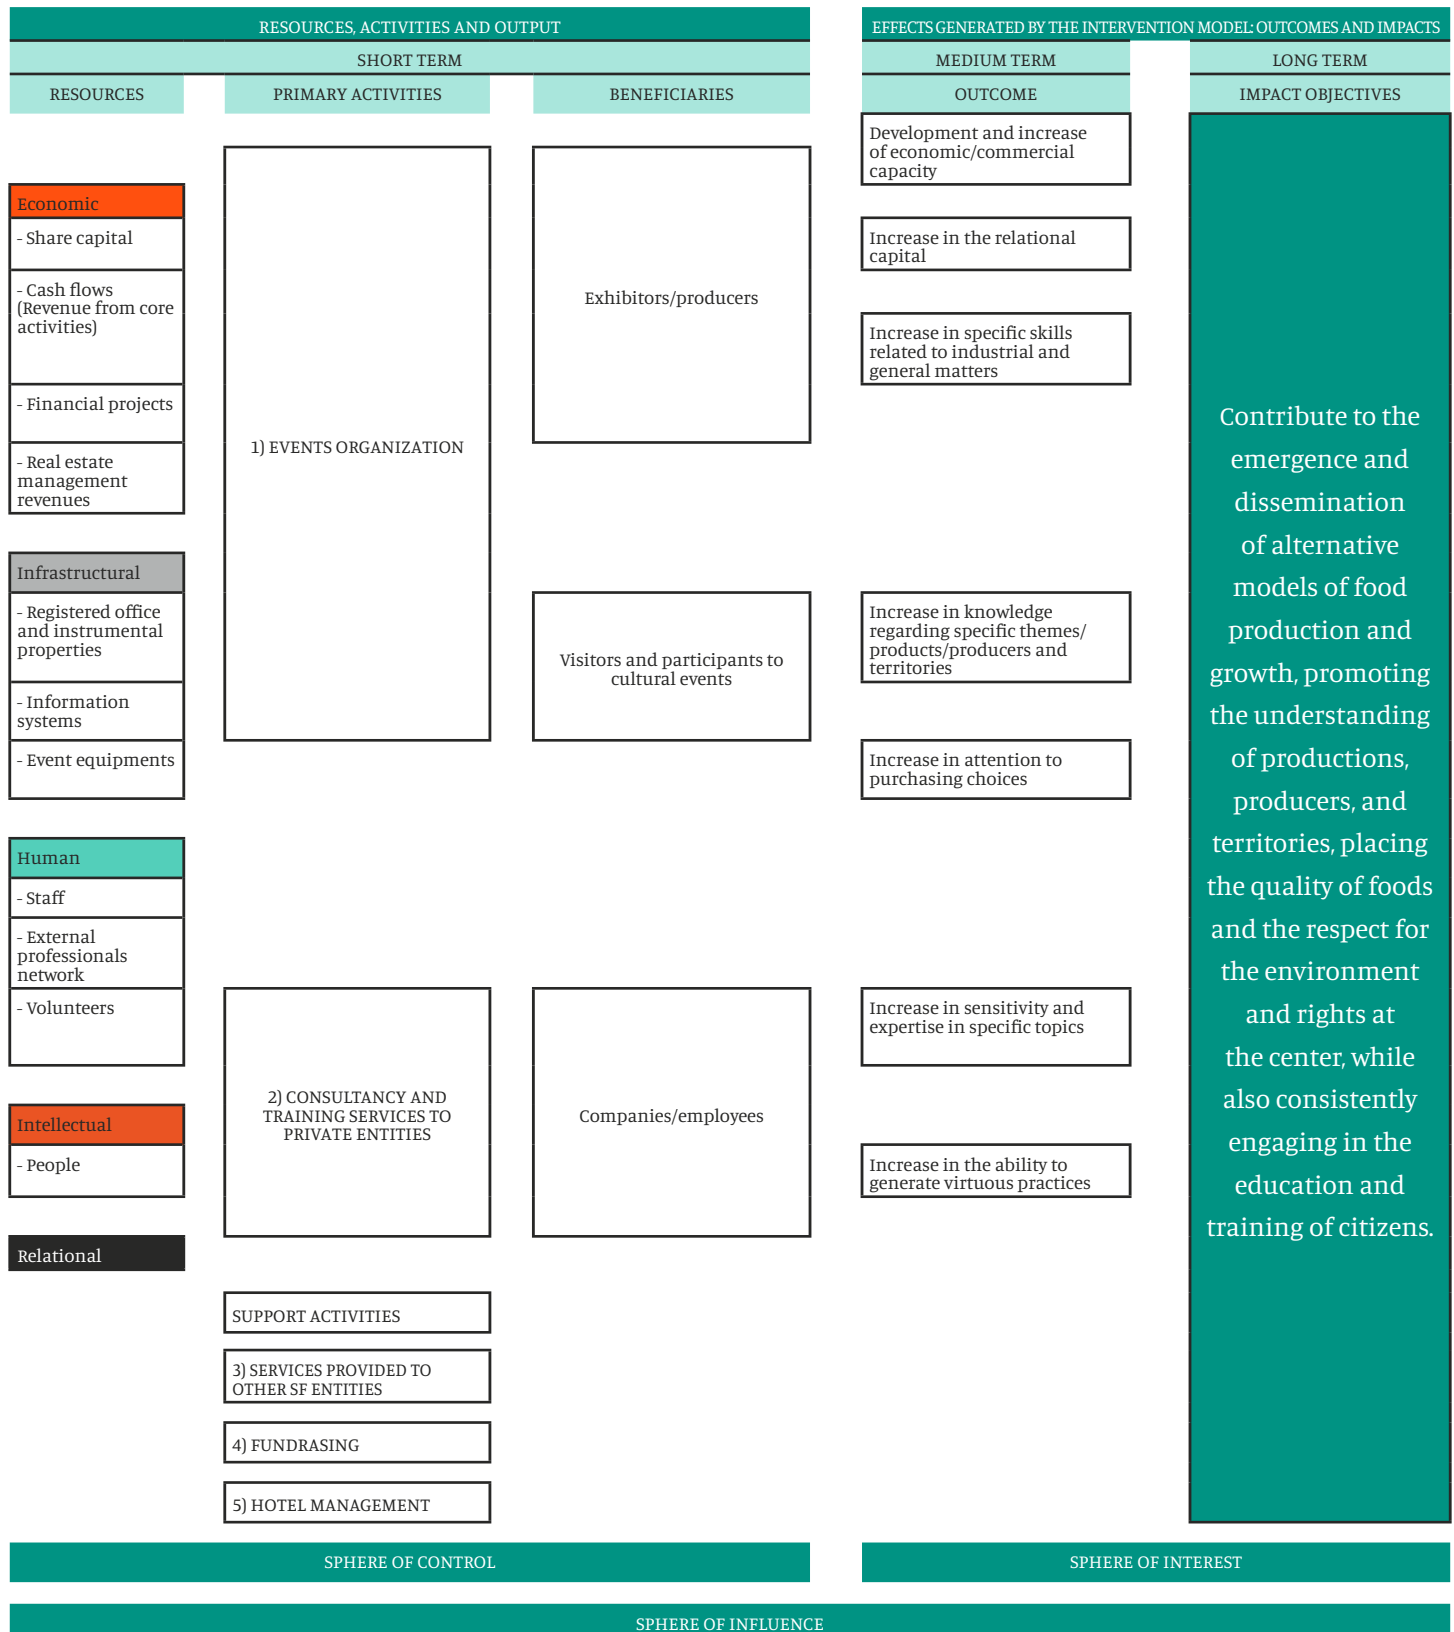 RESOURCES, ACTIVITIES AND OUTPUT
EFFECTS GENERATED BY THE INTERVENTION MODEL: OUTCOMES AND IMPACTS
SHORT TERM
MEDIUM TERM
LONG TERM
RESOURCES
PRIMARY ACTIVITIES
BENEFICIARIES
OUTCOME
IMPACT OBJECTIVES
Economic
- Share capital
- Cash flows
(Revenue from core
activities)
- Financial projects
- Real estate
management
revenues
Infrastructural
- Registered office
and instrumental
properties
- Information
systems
- Event equipments
Human
- Staff
- External
professionals
network
- Volunteers
Intellectual
- People
Relational
1) EVENTS ORGANIZATION
2) CONSULTANCY AND
TRAINING SERVICES TO
PRIVATE ENTITIES
SUPPORT ACTIVITIES
3) SERVICES PROVIDED TO
OTHER SF ENTITIES
4) FUNDRASING
5) HOTEL MANAGEMENT
Exhibitors/producers
Visitors and participants to
cultural events
Companies/employees
Development and increase
of economic/commercial
capacity
Increase in the relational
capital
Increase in specific skills
related to industrial and
general matters
Increase in knowledge
regarding specific themes/
products/producers and
territories
Increase in attention to
purchasing choices
Increase in sensitivity and
expertise in specific topics
Increase in the ability to
generate virtuous practices
Contribute to the
emergence and
dissemination
of alternative
models of food
production and
growth, promoting
the understanding
of productions,
producers, and
territories, placing
the quality of foods
and the respect for
the environment
and rights at
the center, while
also consistently
engaging in the
education and
training of citizens.
SPHERE OF CONTROL
SPHERE OF INTEREST
SPHERE OF INFLUENCE